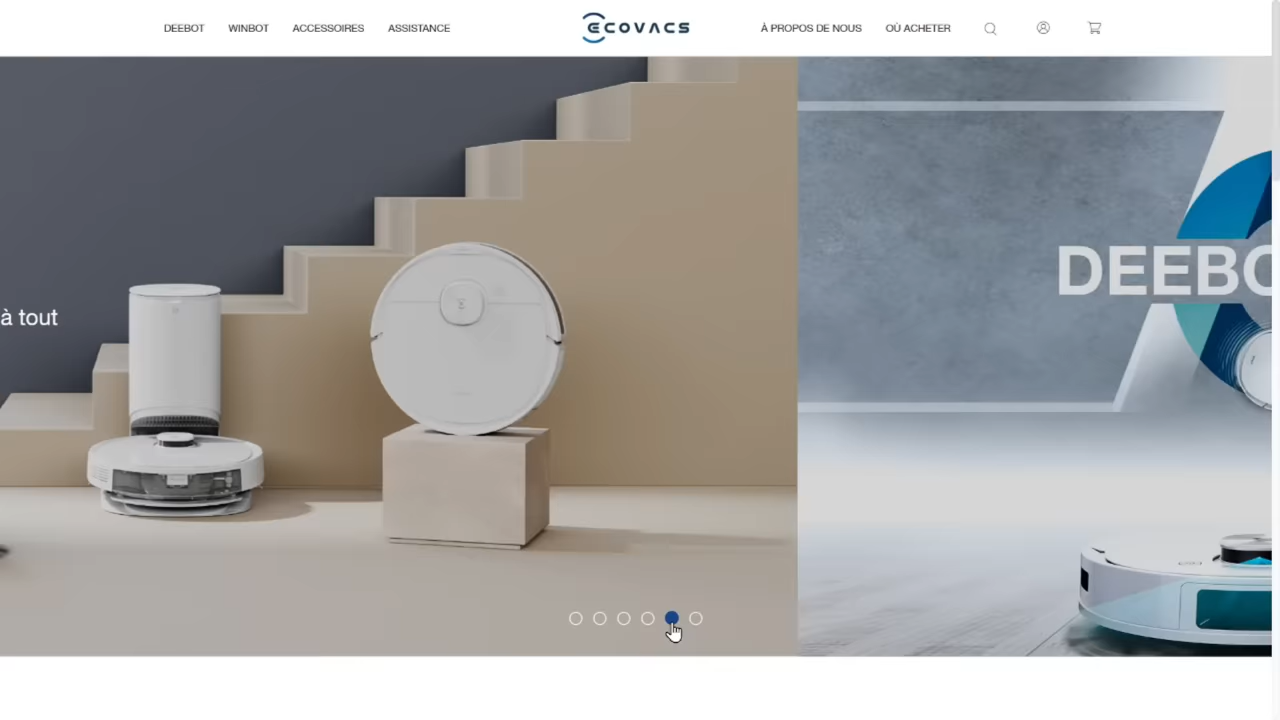 DEEBOT WINBOT ACCESSOIRES ASSISTANCE ECOVACS À PROPOS DE NOUS OÙ ACHETER
DEEBO
à tout